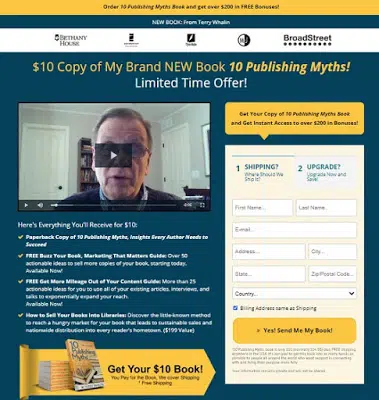 Order 10 Publishing Myths Book and get over $200 in FREE Bonuses!
NEW BOOK: From Terry Whalin
BETHANY
HOUSE
BroadStreet
$10 Copy of My Brand NEW Book 10 Publishing Myths!
Limited Time Offer!
Get Your Copy of 10 Publishing Myths Book
and Get Instant Access to over $200 in Bonuses!
1 SHIPPING?
Where Should We
Ship It?
2 UPGRADE?
Upgrade Now and
Save!
First Name...
Last Name...
E-mail...
Address...
City...
State...
Zip/Postal Code...
Country...
Billing Address same as Shipping
Yes! Send Me My Book!
Here's Everything You'll Receive for $10:
Paperback Copy of 10 Publishing Myths, Insights Every Author Needs to
Succeed
FREE Buzz Your Book, Marketing That Matters Guide: Over 50
actionable ideas to sell more copies of your book, starting today.
Available Now!
FREE Get More Mileage Out of Your Content Guide: More than 25
actionable ideas for you to use all of your existing articles, interviews, and
talks to exponentially expand your reach.
Available Now!
How to Sell Your Books Into Libraries: Discover the little-known method
to reach a hungry market for your book that leads to sustainable sales and
nationwide distribution into every reader's hometown. ($199 Value)
10 Publishing
Myths
Get Your $10 Book!
You Pay for the Book, We cover Shipping
* Free Shipping